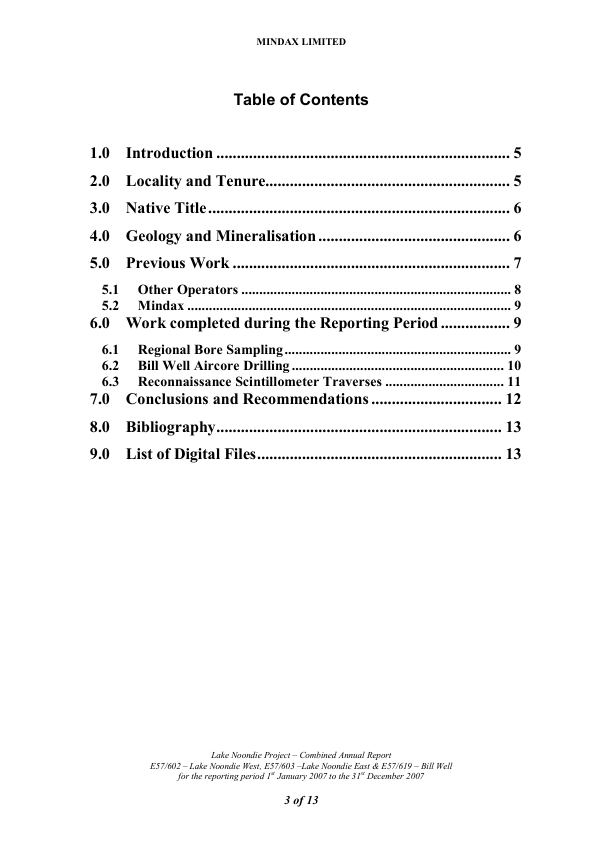 MINDAX LIMITED
Table of Contents
1.0 Introduction ........................................................................ 5
2.0 Locality and Tenure............................................................ 5
3.0 Native Title.......................................................................... 6
4.0 Geology and Mineralisation ............................................... 6
5.0 Previous Work .................................................................... 7
5.1 Other Operators ............................................................................. 8
5.2 Mindax ............................................................................................ 9
6.0 Work completed during the Reporting Period ................. 9
6.1 Regional Bore Sampling................................................................. 9
6.2 Bill Well Aircore Drilling ............................................................. 10
6.3 Reconnaissance Scintillometer Traverses .................................. 11
7.0 Conclusions and Recommendations ................................ 12
8.0 Bibliography...................................................................... 13
9.0 List of Digital Files............................................................ 13
Lake Noondie Project – Combined Annual Report
E57/602 – Lake Noondie West, E57/603 –Lake Noondie East & E57/619 – Bill Well
for the reporting period 1st January 2007 to the 31st December 2007
3 of 13